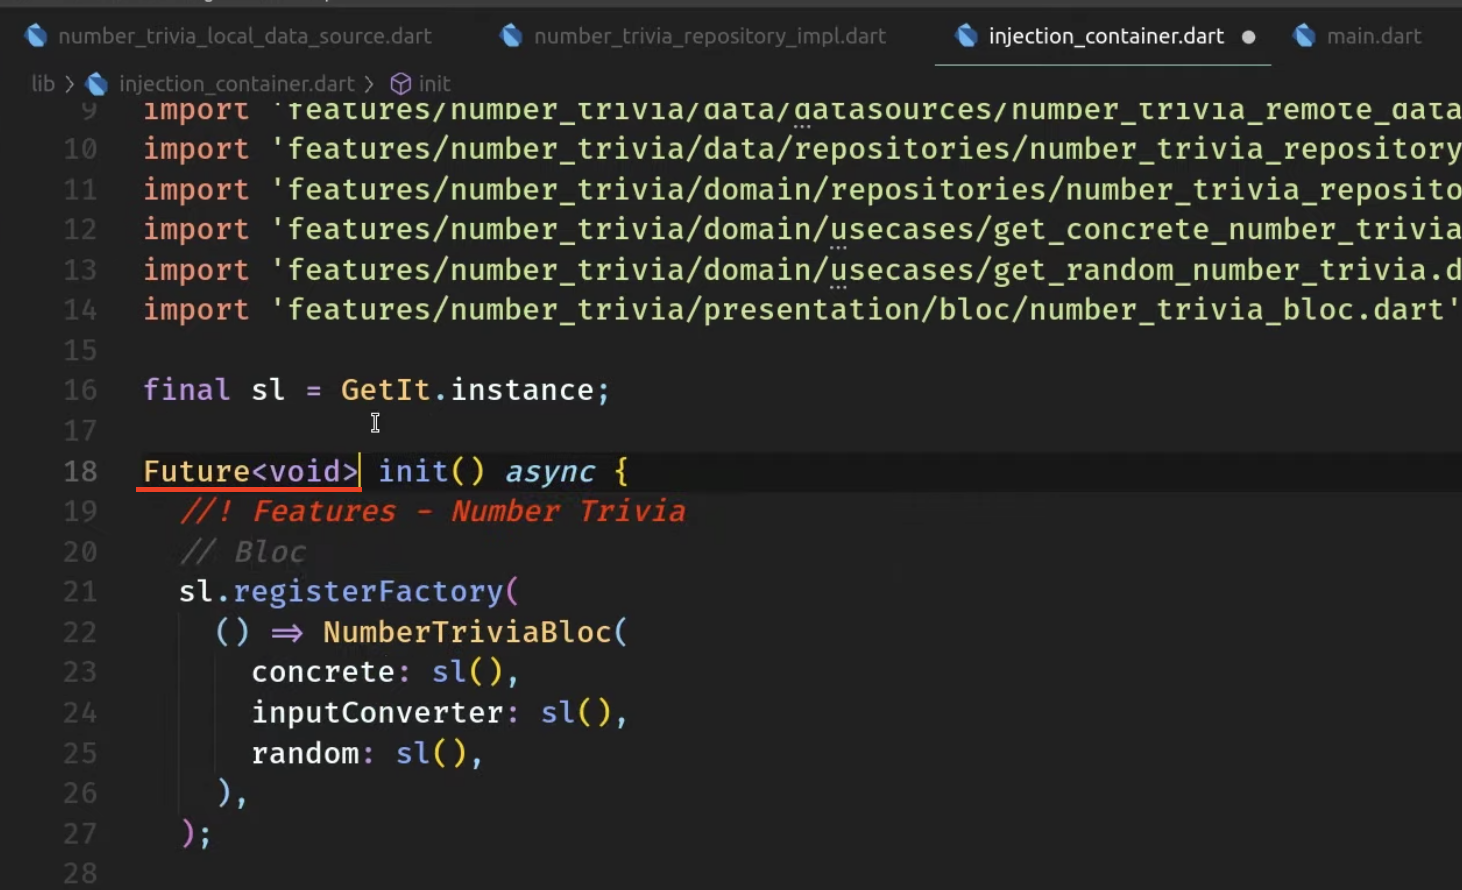 number_trivia_local_data_source.dart number_trivia_repository_impl.dart injection_container.dart main.dart
lib > injection_container.dart > init
9 import 'features/number_trivia/data/datasources/number_trivia_remote_data
10 import 'features/number_trivia/data/repositories/number_trivia_repository
11 import 'features/number_trivia/domain/repositories/number_trivia_reposito
12 import 'features/number_trivia/domain/usecases/get_concrete_number_trivia
13 import 'features/number_trivia/domain/usecases/get_random_number_trivia.d
14 import 'features/number_trivia/presentation/bloc/number_trivia_bloc.dart'
15
16 final sl = GetIt.instance;
17
18 Future<void> init() async {
19 //! Features - Number Trivia
20 // Bloc
21 sl.registerFactory(
22 () => NumberTriviaBloc(
23 concrete: sl(),
24 inputConverter: sl(),
25 random: sl(),
26 ),
27 );
28